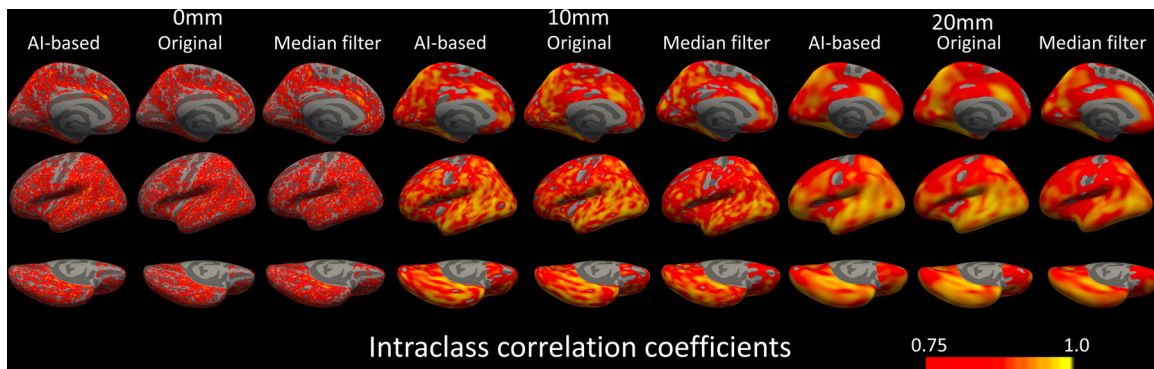 0mm 10mm 20mm
AI-based Original Median filter AI-based Original Median filter AI-based Original Median filter
Intraclass correlation coefficients
0.75 1.0